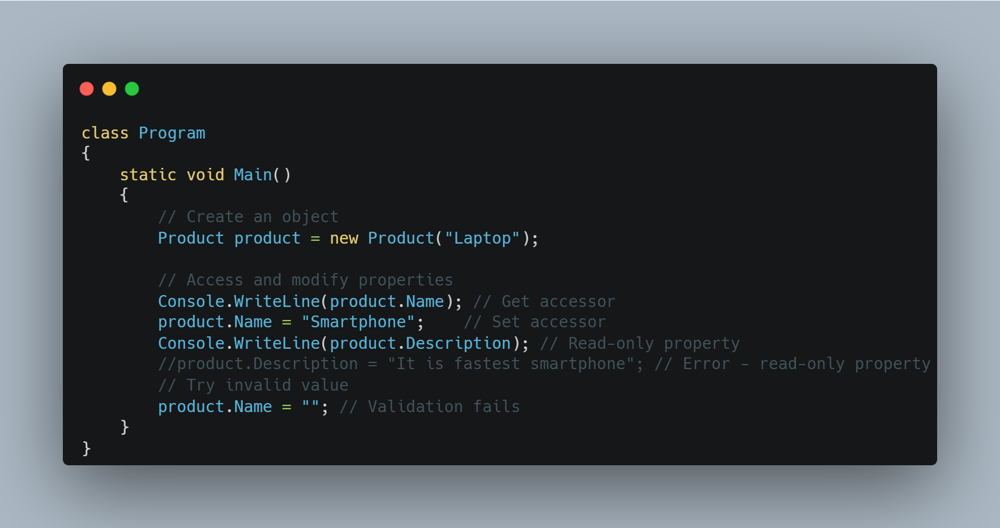 class Program
{
    static void Main()
    {
        // Create an object
        Product product = new Product("Laptop");

        // Access and modify properties
        Console.WriteLine(product.Name); // Get accessor
        product.Name = "Smartphone";    // Set accessor
        Console.WriteLine(product.Description); // Read-only property
        //product.Description = "It is fastest smartphone"; // Error - read-only property
        // Try invalid value
        product.Name = ""; // Validation fails
    }
}